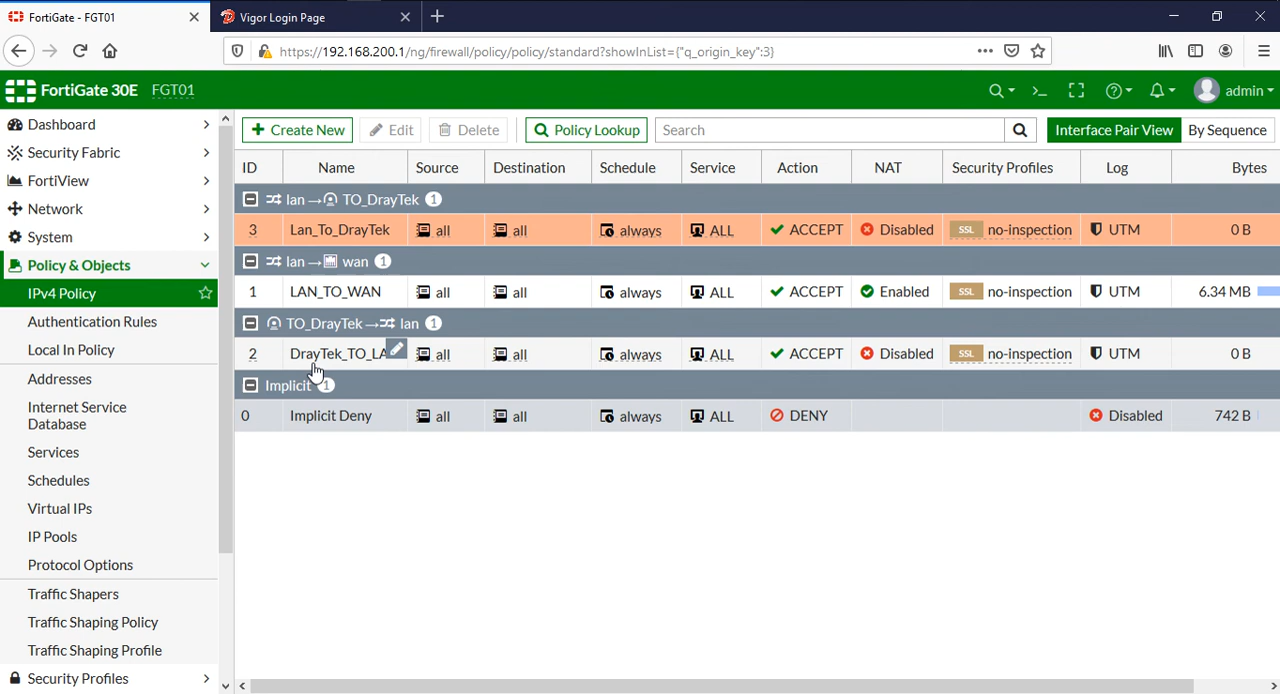 FortiGate - FGT01
Vigor Login Page
https://192.168.200.1/ng/firewall/policy/policy/standard?showInList={"q_origin_key":3}
FortiGate 30E FGT01
admin
Dashboard
Security Fabric
FortiView
Network
System
Policy & Objects
IPv4 Policy
Authentication Rules
Local In Policy
Addresses
Internet Service
Database
Services
Schedules
Virtual IPs
IP Pools
Protocol Options
Traffic Shapers
Traffic Shaping Policy
Traffic Shaping Profile
Security Profiles
Create New Edit Delete Policy Lookup Search Interface Pair View By Sequence
ID Name Source Destination Schedule Service Action NAT Security Profiles Log Bytes
lan → TO_DrayTek 1
3 Lan_To_DrayTek all all always ALL ACCEPT Disabled SSL no-inspection UTM 0 B
lan → wan 1
1 LAN_TO_WAN all all always ALL ACCEPT Enabled SSL no-inspection UTM 6.34 MB
TO_DrayTek → lan 1
2 DrayTek_TO_LA all all always ALL ACCEPT Disabled SSL no-inspection UTM 0 B
Implicit 1
0 Implicit Deny all all always ALL DENY Disabled 742 B